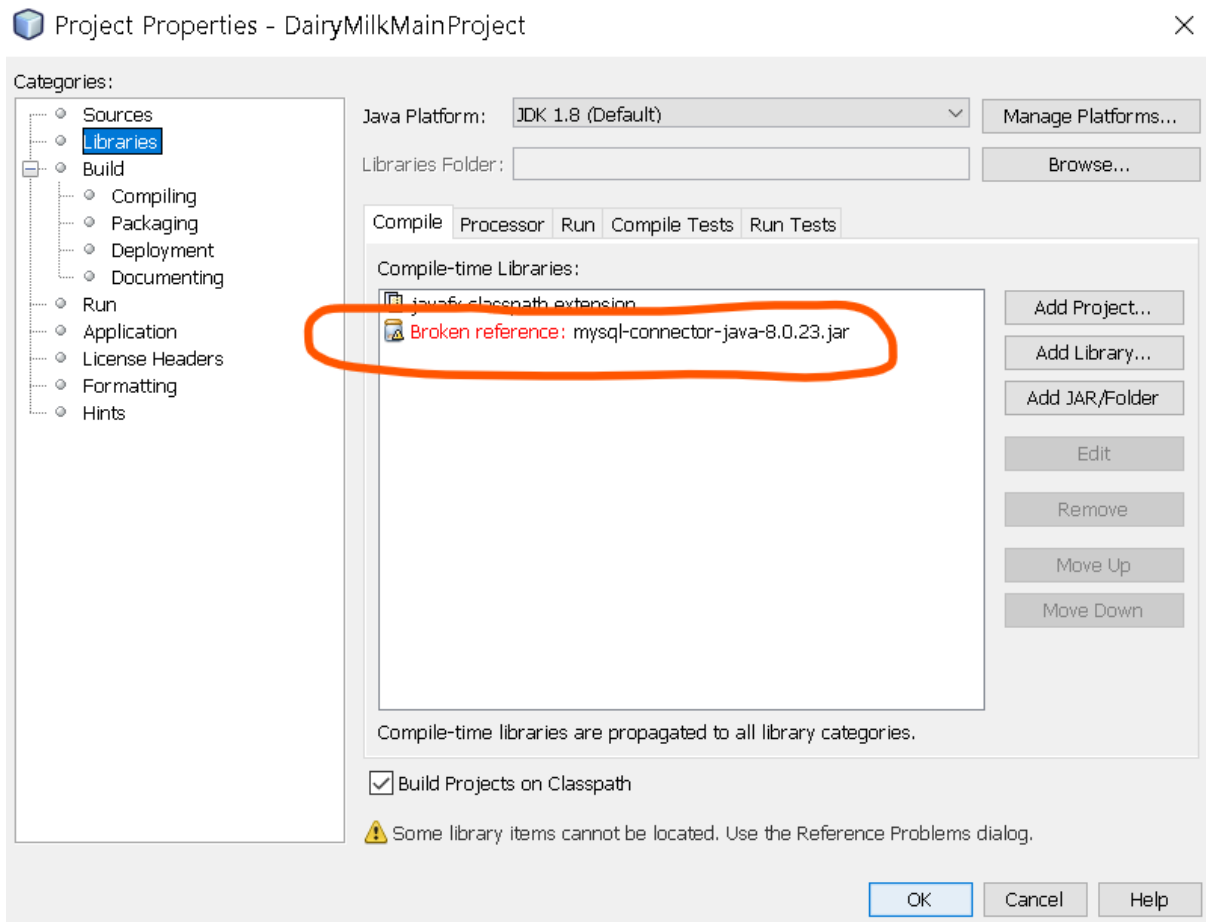 Project Properties - DairyMilkMainProject
Categories:
Sources
Libraries
Build
Compiling
Packaging
Deployment
Documenting
Run
Application
License Headers
Formatting
Hints
Java Platform:
JDK 1.8 (Default)
Manage Platforms...
Libraries Folder:
Browse...
Compile Processor Run Compile Tests Run Tests
Compile-time Libraries:
javafx classpath extension
Broken reference: mysql-connector-java-8.0.23.jar
Add Project...
Add Library...
Add JAR/Folder
Edit
Remove
Move Up
Move Down
Compile-time libraries are propagated to all library categories.
Build Projects on Classpath
Some library items cannot be located. Use the Reference Problems dialog.
OK Cancel Help